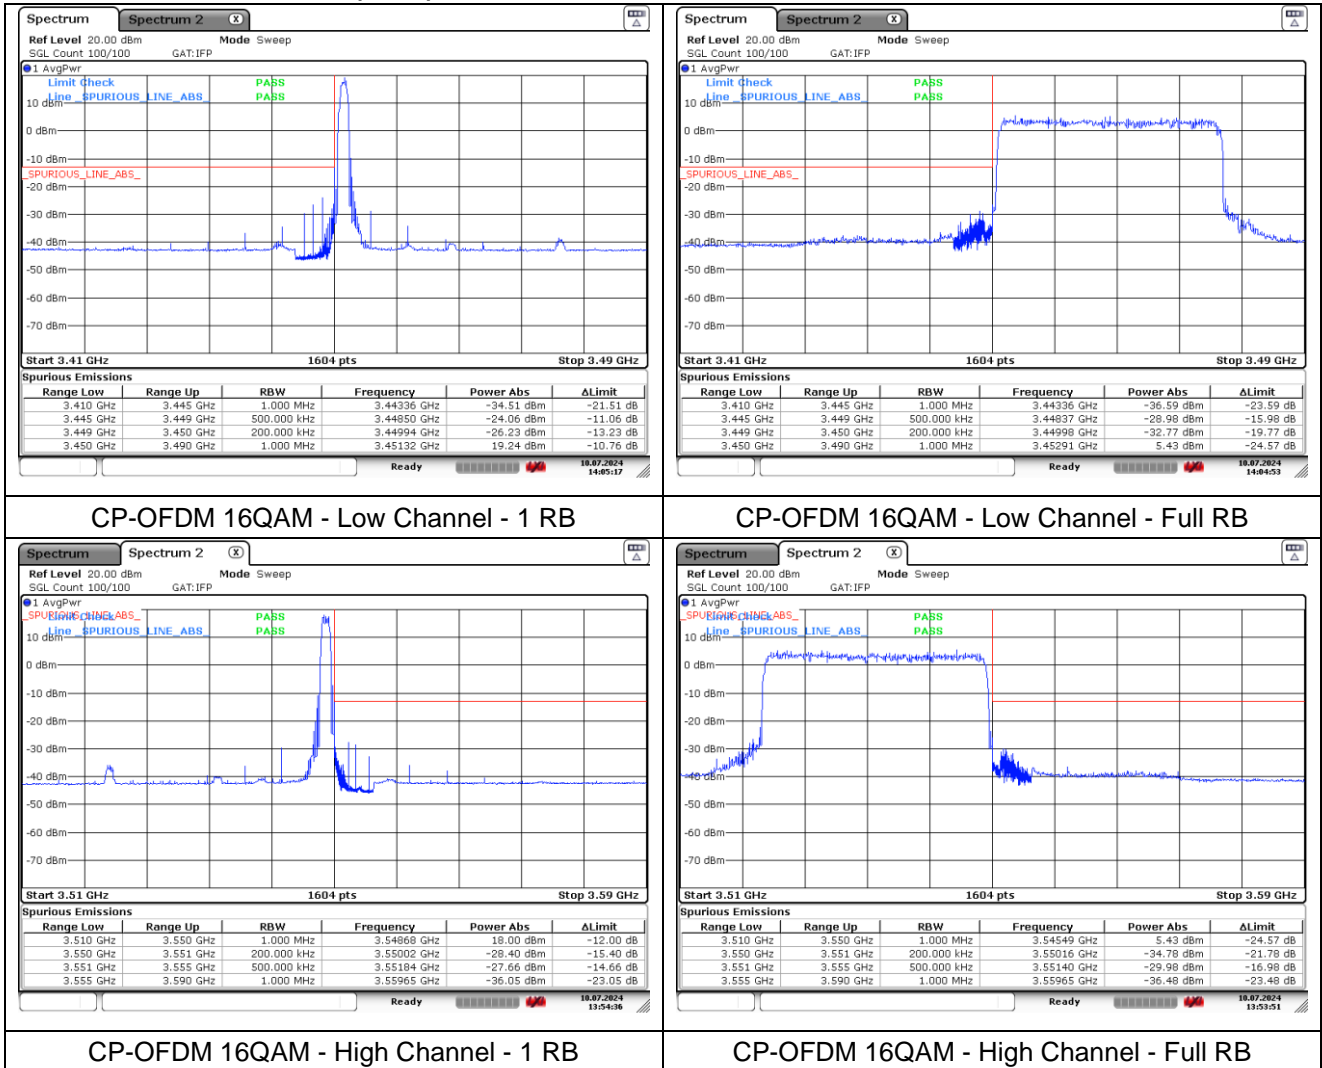 Spectrum Spectrum 2 X
Ref Level 20.00 dBm Mode Sweep
SGL Count 100/100 GAT:IFP
1 AvgPwr
Limit Check PASS
Line _SPURIOUS_LINE_ABS_ PASS
10 dBm
0 dBm
-10 dBm
_SPURIOUS_LINE_ABS_
-20 dBm
-30 dBm
-40 dBm
-50 dBm
-60 dBm
-70 dBm
Start 3.41 GHz 1604 pts Stop 3.49 GHz
Spurious Emissions
Range Low Range Up RBW Frequency Power Abs ΔLimit
3.410 GHz 3.445 GHz 1.000 MHz 3.44336 GHz -34.51 dBm -21.51 dB
3.445 GHz 3.449 GHz 500.000 kHz 3.44850 GHz -24.06 dBm -11.06 dB
3.449 GHz 3.450 GHz 200.000 kHz 3.44994 GHz -26.23 dBm -13.23 dB
3.450 GHz 3.490 GHz 1.000 MHz 3.45132 GHz 19.24 dBm -10.76 dB
Ready 10.07.2024
14:05:17
CP-OFDM 16QAM - Low Channel - 1 RB
Spectrum Spectrum 2 X
Ref Level 20.00 dBm Mode Sweep
SGL Count 100/100 GAT:IFP
1 AvgPwr
Limit Check PASS
Line _SPURIOUS_LINE_ABS_ PASS
10 dBm
0 dBm
-10 dBm
_SPURIOUS_LINE_ABS_
-20 dBm
-30 dBm
-40 dBm
-50 dBm
-60 dBm
-70 dBm
Start 3.41 GHz 1604 pts Stop 3.49 GHz
Spurious Emissions
Range Low Range Up RBW Frequency Power Abs ΔLimit
3.410 GHz 3.445 GHz 1.000 MHz 3.44336 GHz -36.59 dBm -23.59 dB
3.445 GHz 3.449 GHz 500.000 kHz 3.44837 GHz -28.98 dBm -15.98 dB
3.449 GHz 3.450 GHz 200.000 kHz 3.44998 GHz -32.77 dBm -19.77 dB
3.450 GHz 3.490 GHz 1.000 MHz 3.45291 GHz 5.43 dBm -24.57 dB
Ready 10.07.2024
14:04:53
CP-OFDM 16QAM - Low Channel - Full RB
Spectrum Spectrum 2 X
Ref Level 20.00 dBm Mode Sweep
SGL Count 100/100 GAT:IFP
1 AvgPwr
_SPURIOUS_LINE_ABS_
Limit Check PASS
Line _SPURIOUS_LINE_ABS_ PASS
10 dBm
0 dBm
-10 dBm
-20 dBm
-30 dBm
-40 dBm
-50 dBm
-60 dBm
-70 dBm
Start 3.51 GHz 1604 pts Stop 3.59 GHz
Spurious Emissions
Range Low Range Up RBW Frequency Power Abs ΔLimit
3.510 GHz 3.550 GHz 1.000 MHz 3.54868 GHz 18.00 dBm -12.00 dB
3.550 GHz 3.551 GHz 200.000 kHz 3.55002 GHz -28.40 dBm -15.40 dB
3.551 GHz 3.555 GHz 500.000 kHz 3.55184 GHz -27.66 dBm -14.66 dB
3.555 GHz 3.590 GHz 1.000 MHz 3.55965 GHz -36.05 dBm -23.05 dB
Ready 10.07.2024
13:54:36
CP-OFDM 16QAM - High Channel - 1 RB
Spectrum Spectrum 2 X
Ref Level 20.00 dBm Mode Sweep
SGL Count 100/100 GAT:IFP
1 AvgPwr
_SPURIOUS_LINE_ABS_
Limit Check PASS
Line _SPURIOUS_LINE_ABS_ PASS
10 dBm
0 dBm
-10 dBm
-20 dBm
-30 dBm
-40 dBm
-50 dBm
-60 dBm
-70 dBm
Start 3.51 GHz 1604 pts Stop 3.59 GHz
Spurious Emissions
Range Low Range Up RBW Frequency Power Abs ΔLimit
3.510 GHz 3.550 GHz 1.000 MHz 3.54549 GHz 5.43 dBm -24.57 dB
3.550 GHz 3.551 GHz 200.000 kHz 3.55016 GHz -34.78 dBm -21.78 dB
3.551 GHz 3.555 GHz 500.000 kHz 3.55140 GHz -29.98 dBm -16.98 dB
3.555 GHz 3.590 GHz 1.000 MHz 3.55965 GHz -36.48 dBm -23.48 dB
Ready 10.07.2024
13:53:51
CP-OFDM 16QAM - High Channel - Full RB